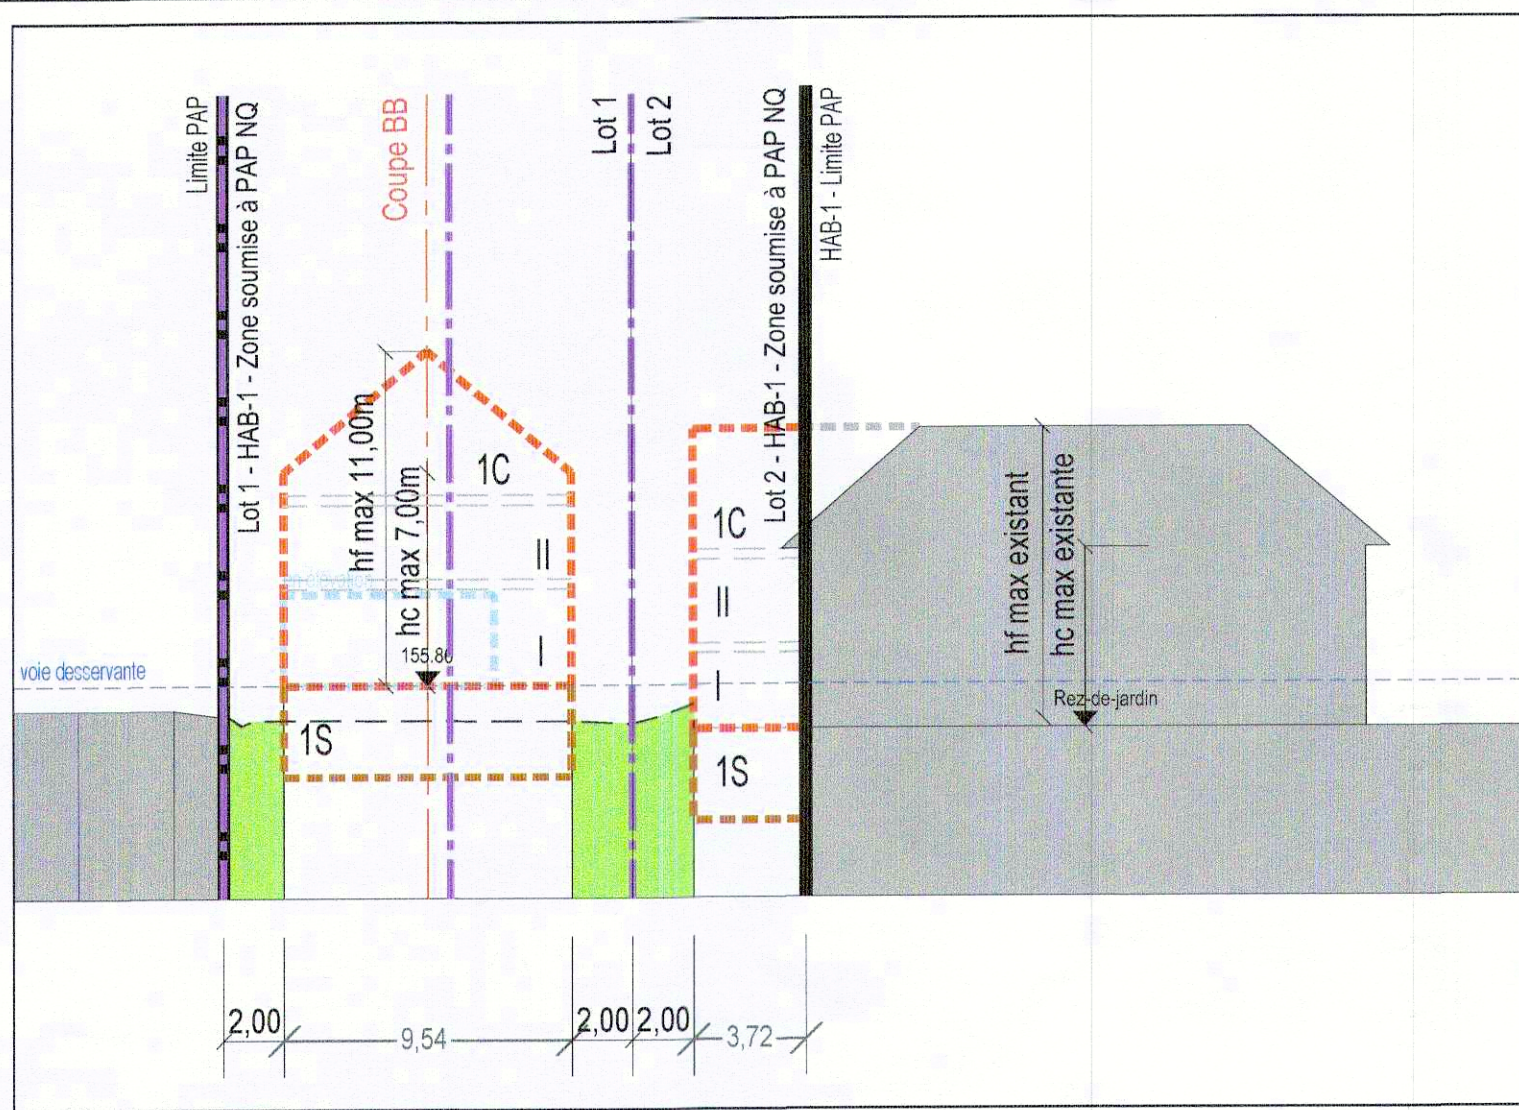 Limite PAP
Lot 1 - HAB-1 - Zone soumise à PAP NQ
Coupe BB
Lot 1
Lot 2
Lot 2 - HAB-1 - Zone soumise à PAP NQ
HAB-1 - Limite PAP
hf max 11,00m
hc max 7,00m
1C
II
I
en élévation
155.86
1S
voie desservante
1C
II
I
1S
hf max existant
hc max existante
Rez-de-jardin
2,00
9,54
2,00
2,00
3,72